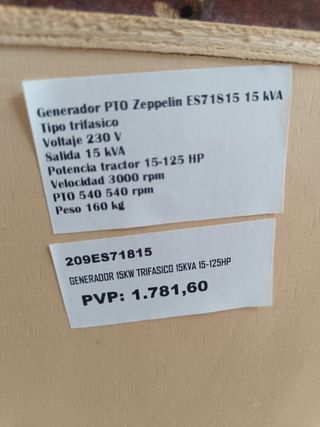 Generador PTO Zeppelin ES71815 15 kVA
Tipo trifasico
Voltaje 230 V
Salida 15 kVA
Potencia tractor 15-125 HP
Velocidad 3000 rpm
PTO 540 540 rpm
Peso 160 kg
209ES71815
GENERADOR 15KW TRIFASICO 15KVA 15-125HP
PVP: 1.781,60